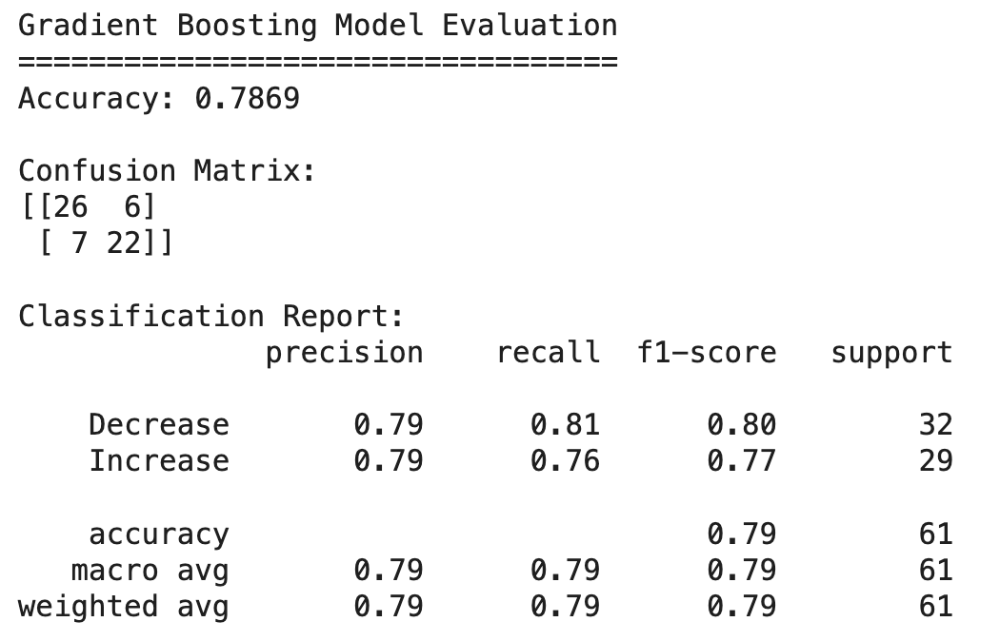 Gradient Boosting Model Evaluation
==================================
Accuracy: 0.7869
Confusion Matrix:
[[26  6]
 [ 7 22]]
Classification Report:
              precision    recall  f1-score   support
    Decrease       0.79      0.81      0.80        32
    Increase       0.79      0.76      0.77        29
    accuracy                           0.79        61
   macro avg       0.79      0.79      0.79        61
weighted avg       0.79      0.79      0.79        61